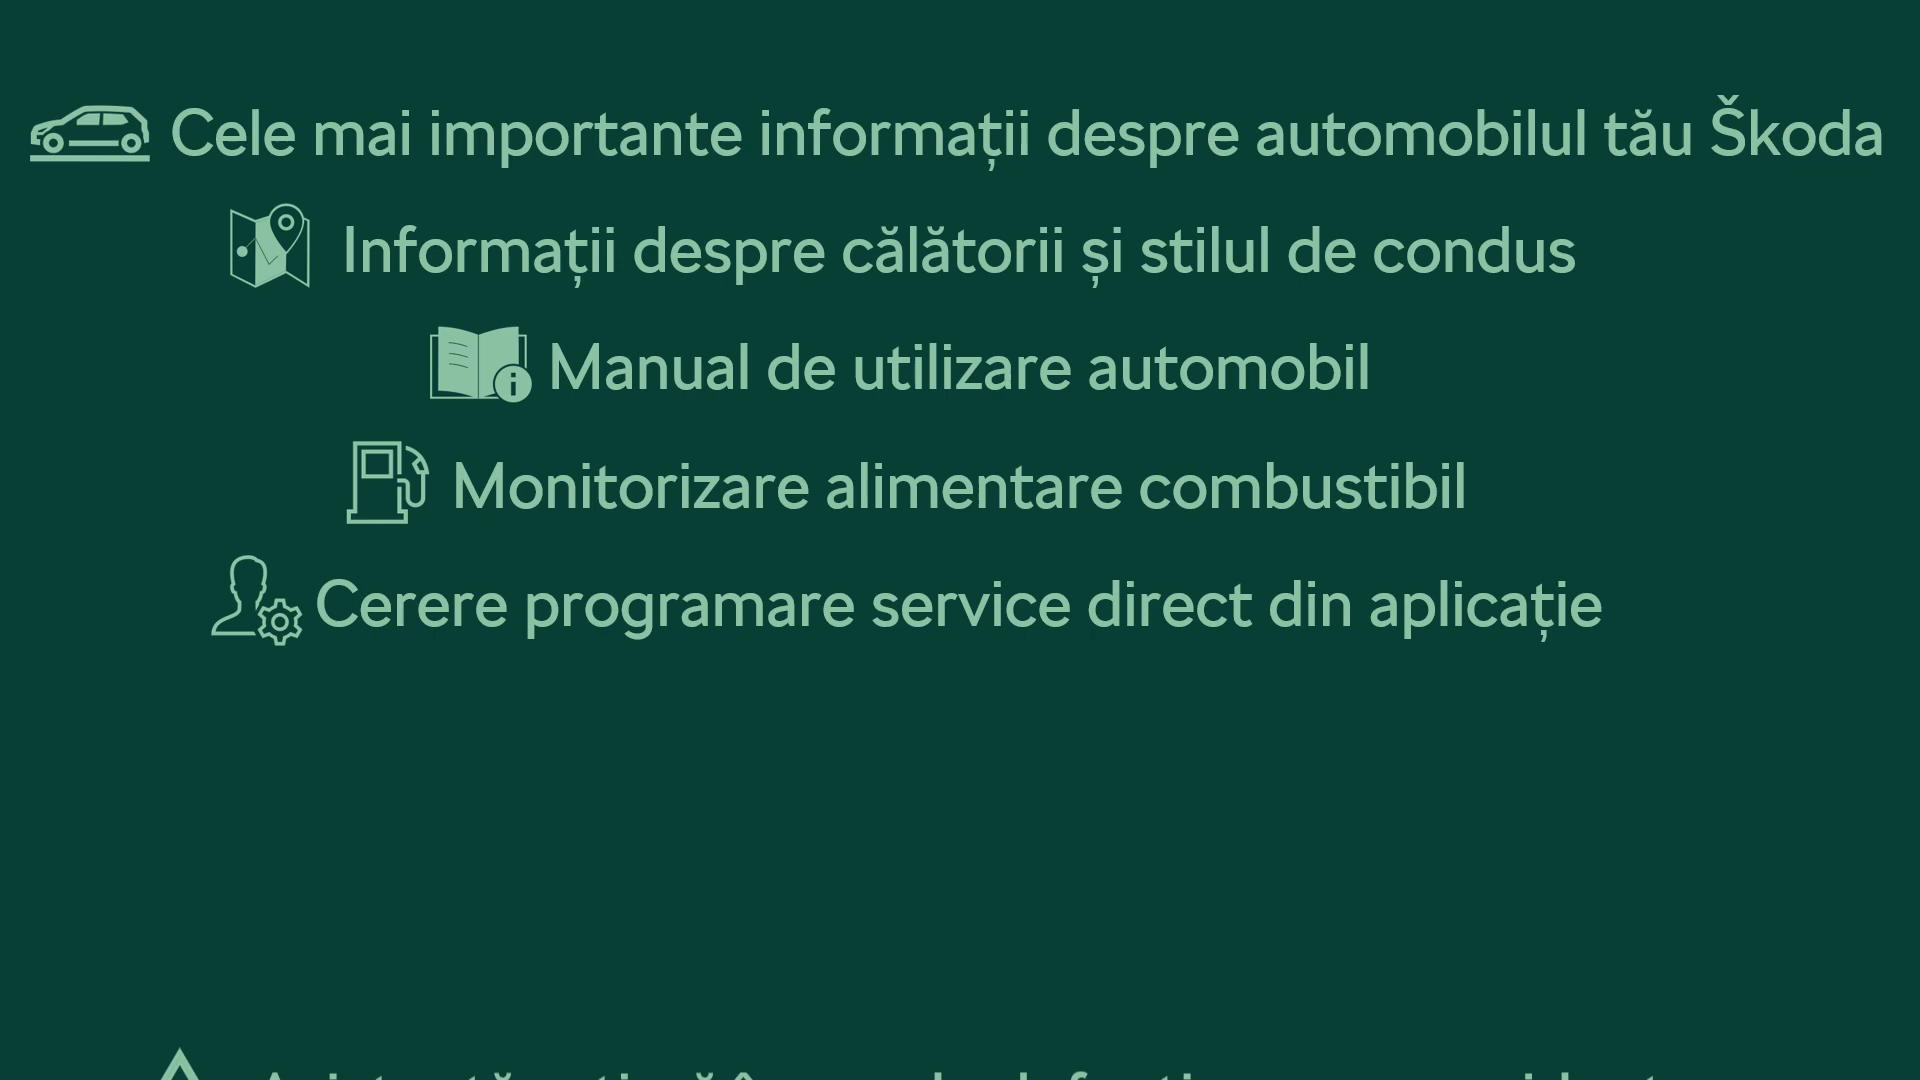 Cele mai importante informații despre automobilul tău Škoda
Informații despre călătorii și stilul de condus
Manual de utilizare automobil
Monitorizare alimentare combustibil
Cerere programare service direct din aplicație